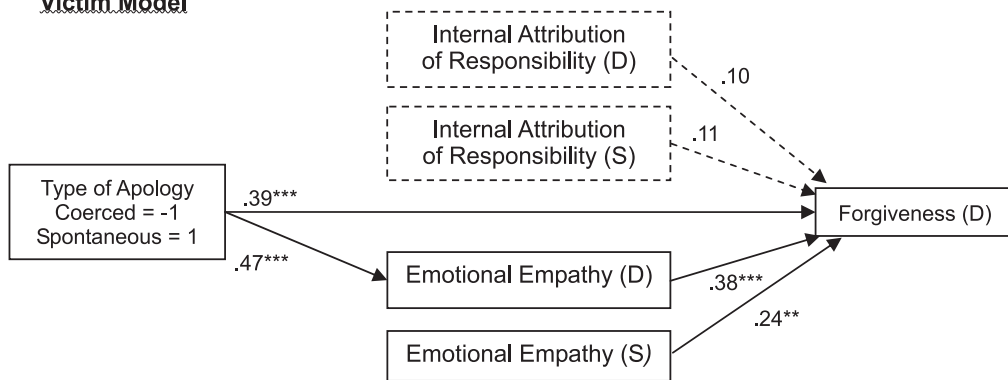 Victim Model
Internal Attribution
of Responsibility (D)
.10
Internal Attribution
of Responsibility (S)
.11
Type of Apology
Coerced = -1
Spontaneous = 1
.39***
Forgiveness (D)
.47***
Emotional Empathy (D)
.38***
.24**
Emotional Empathy (S)